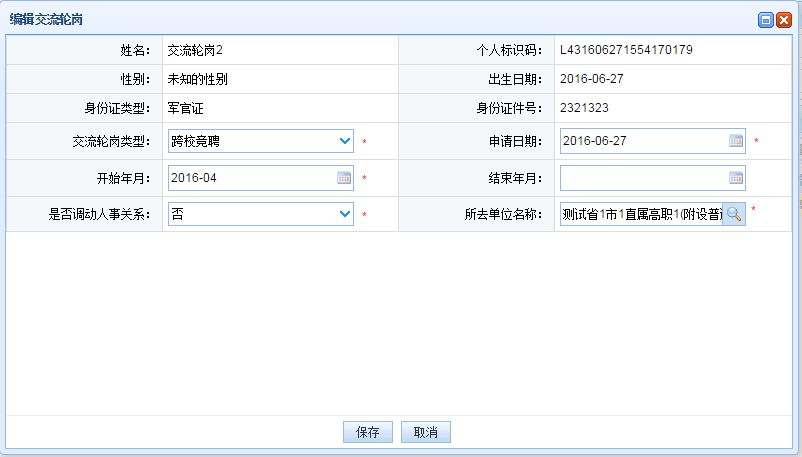 编辑交流轮岗
姓名： 交流轮岗2 个人标识码： L431606271554170179
性别： 未知的性别 出生日期： 2016-06-27
身份证类型： 军官证 身份证件号： 2321323
交流轮岗类型： 跨校竞聘 * 申请日期： 2016-06-27 *
开始年月： 2016-04 * 结束年月：
是否调动人事关系： 否 * 所去单位名称： 测试省1市1直属高职1(附设普 *
保存 取消